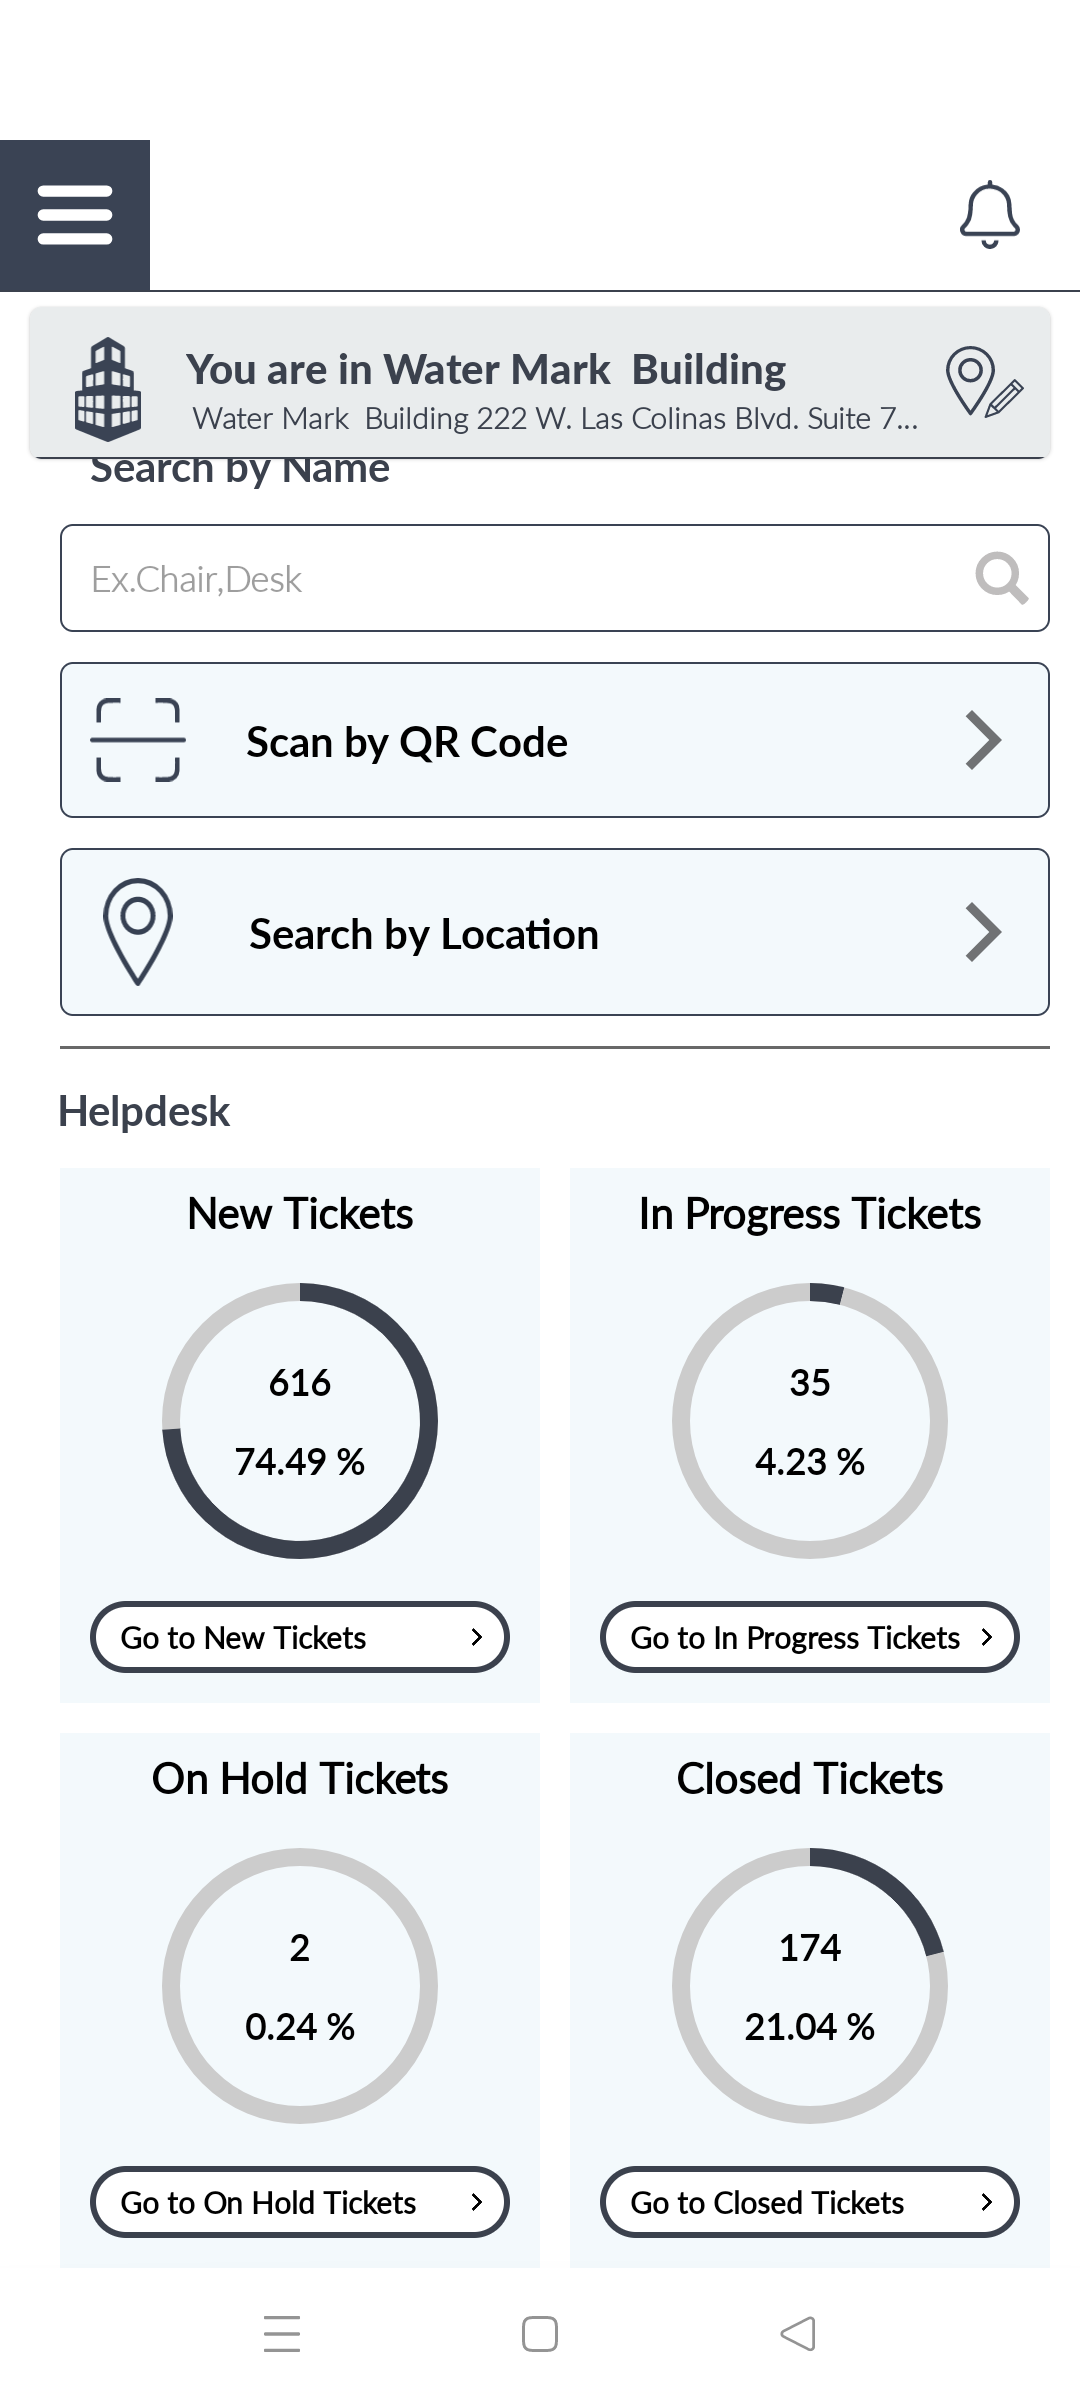 You are in Water Mark  Building
Water Mark  Building 222 W. Las Colinas Blvd. Suite 7...
Search by Name
Ex.Chair,Desk
Scan by QR Code
Search by Location
Helpdesk
New Tickets
616
74.49 %
Go to New Tickets
In Progress Tickets
35
4.23 %
Go to In Progress Tickets
On Hold Tickets
2
0.24 %
Go to On Hold Tickets
Closed Tickets
174
21.04 %
Go to Closed Tickets